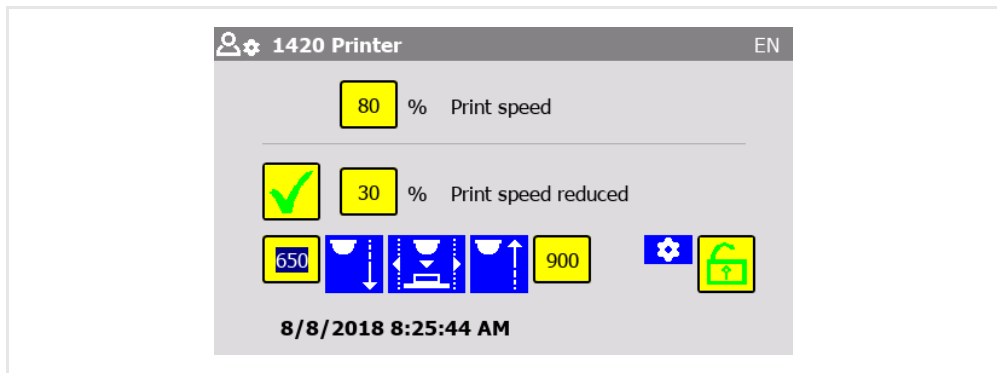 1420 Printer EN
80 % Print speed
30 % Print speed reduced
650 900
8/8/2018 8:25:44 AM